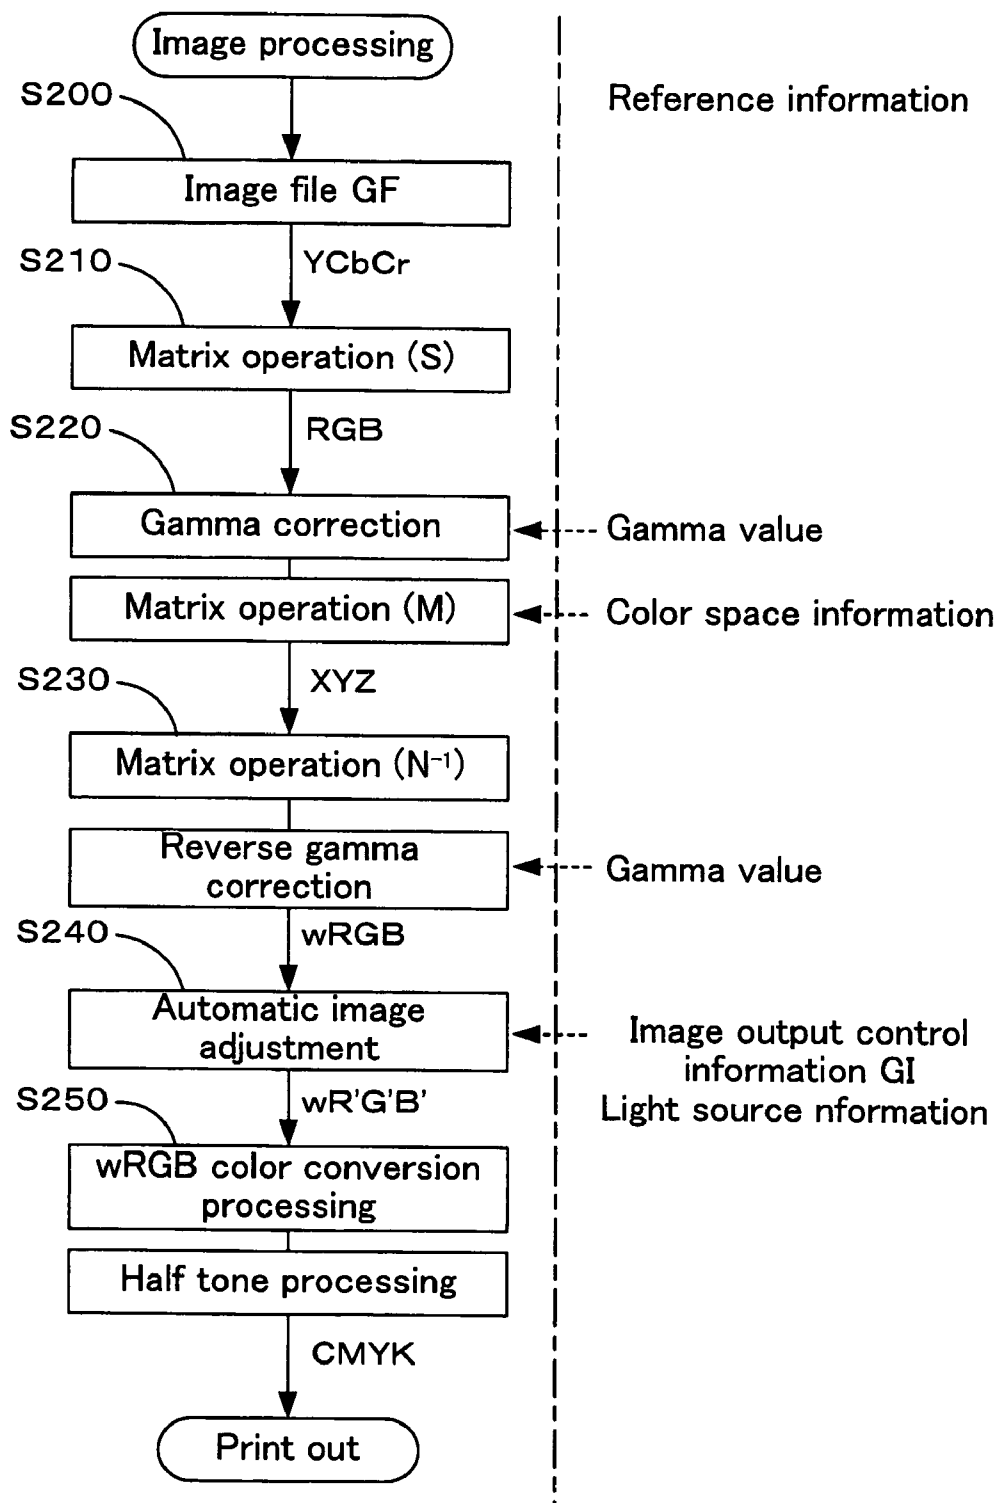 Image processing
S200
Reference information
Image file GF
S210
YCbCr
Matrix operation (S)
S220
RGB
Gamma correction
Gamma value
Matrix operation (M)
Color space information
S230
XYZ
Matrix operation (N⁻¹)
Reverse gamma
correction
Gamma value
S240
wRGB
Automatic image
adjustment
Image output control
information GI
Light source nformation
S250
wR'G'B'
wRGB color conversion
processing
Half tone processing
CMYK
Print out